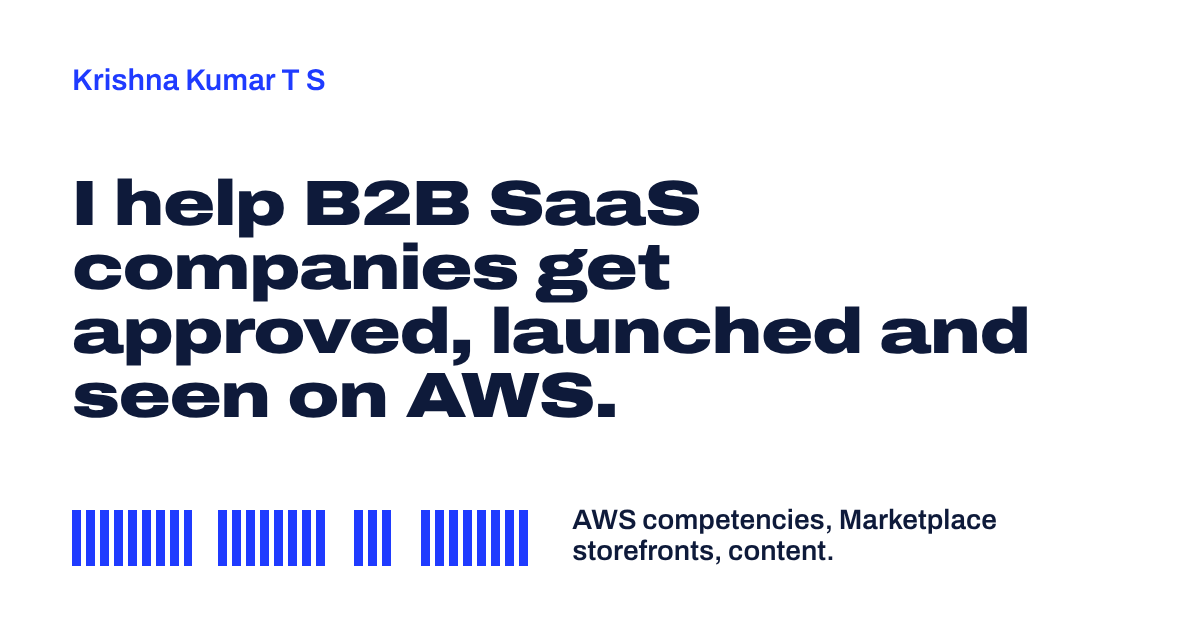 Krishna Kumar T S
I help B2B SaaS
companies get
approved, launched and
seen on AWS.
AWS competencies, Marketplace
storefronts, content.